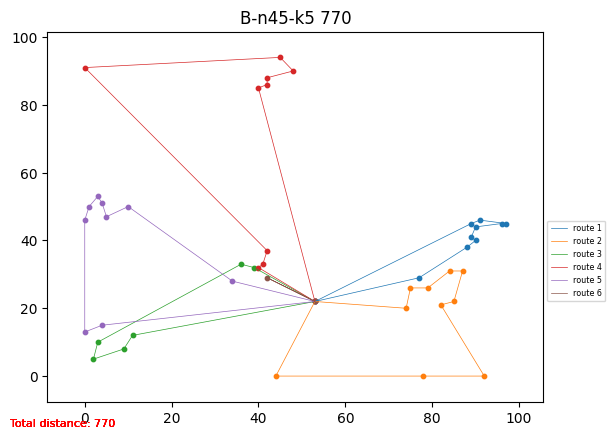 B-n45-k5 770
100
80
60
40
20
0
0 20 40 60 80 100
route 1
route 2
route 3
route 4
route 5
route 6
Total distance: 770